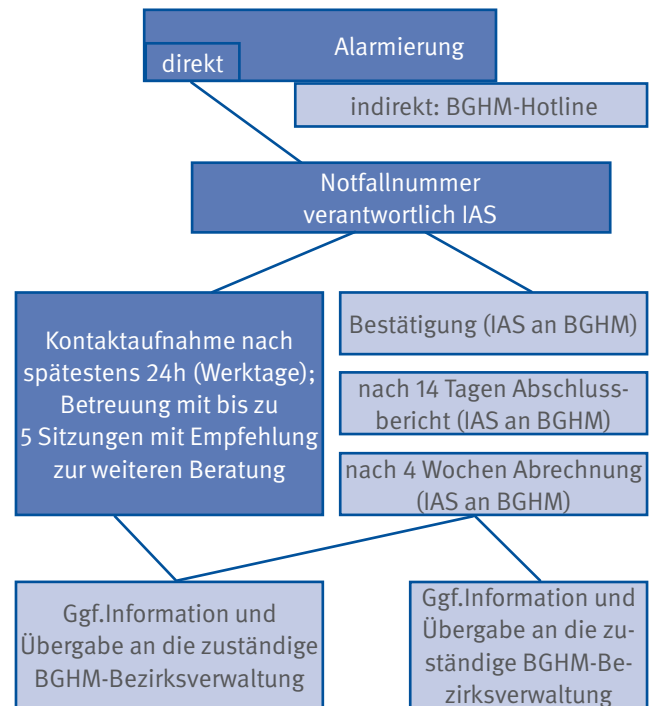 Alarmierung
direkt
indirekt: BGHM-Hotline
Notfallnummer
verantwortlich IAS
Kontaktaufnahme nach
spätestens 24h (Werktage);
Betreuung mit bis zu
5 Sitzungen mit Empfehlung
zur weiteren Beratung
Bestätigung (IAS an BGHM)
nach 14 Tagen Abschluss-
bericht (IAS an BGHM)
nach 4 Wochen Abrechnung
(IAS an BGHM)
Ggf.Information und
Übergabe an die zuständige
BGHM-Bezirksverwaltung
Ggf.Information und
Übergabe an die zu-
ständige BGHM-Be-
zirksverwaltung